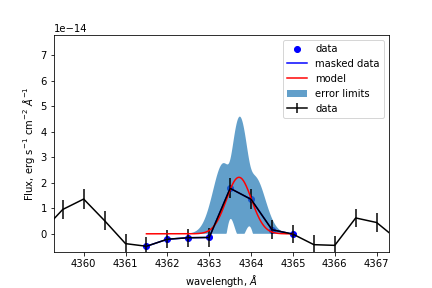 1e−14
7
6
5
4
3
2
1
0
Flux, erg s⁻¹ cm⁻² Å⁻¹
data
masked data
model
error limits
data
4360 4361 4362 4363 4364 4365 4366 4367
wavelength, Å